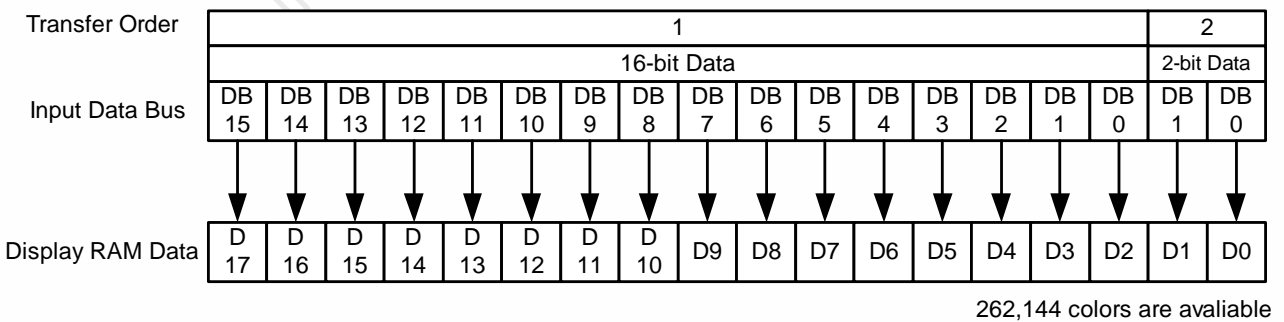 Transfer Order 1 2
16-bit Data 2-bit Data
Input Data Bus DB 15 DB 14 DB 13 DB 12 DB 11 DB 10 DB 9 DB 8 DB 7 DB 6 DB 5 DB 4 DB 3 DB 2 DB 1 DB 0 DB 1 DB 0
Display RAM Data D 17 D 16 D 15 D 14 D 13 D 12 D 11 D 10 D9 D8 D7 D6 D5 D4 D3 D2 D1 D0
262,144 colors are avaliable